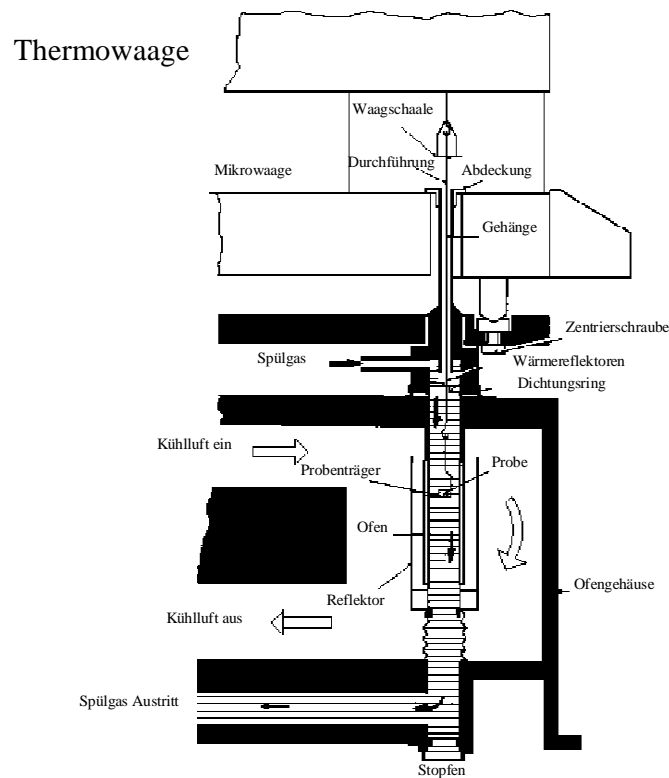 Thermowaage
Waagschaale
Durchführung
Mikrowaage
Abdeckung
Gehänge
Zentrierschraube
Spülgas
Wärmereflektoren
Dichtungsring
Kühlluft ein
Probenträger
Probe
Ofen
Reflektor
Ofengehäuse
Kühlluft aus
Spülgas Austritt
Stopfen